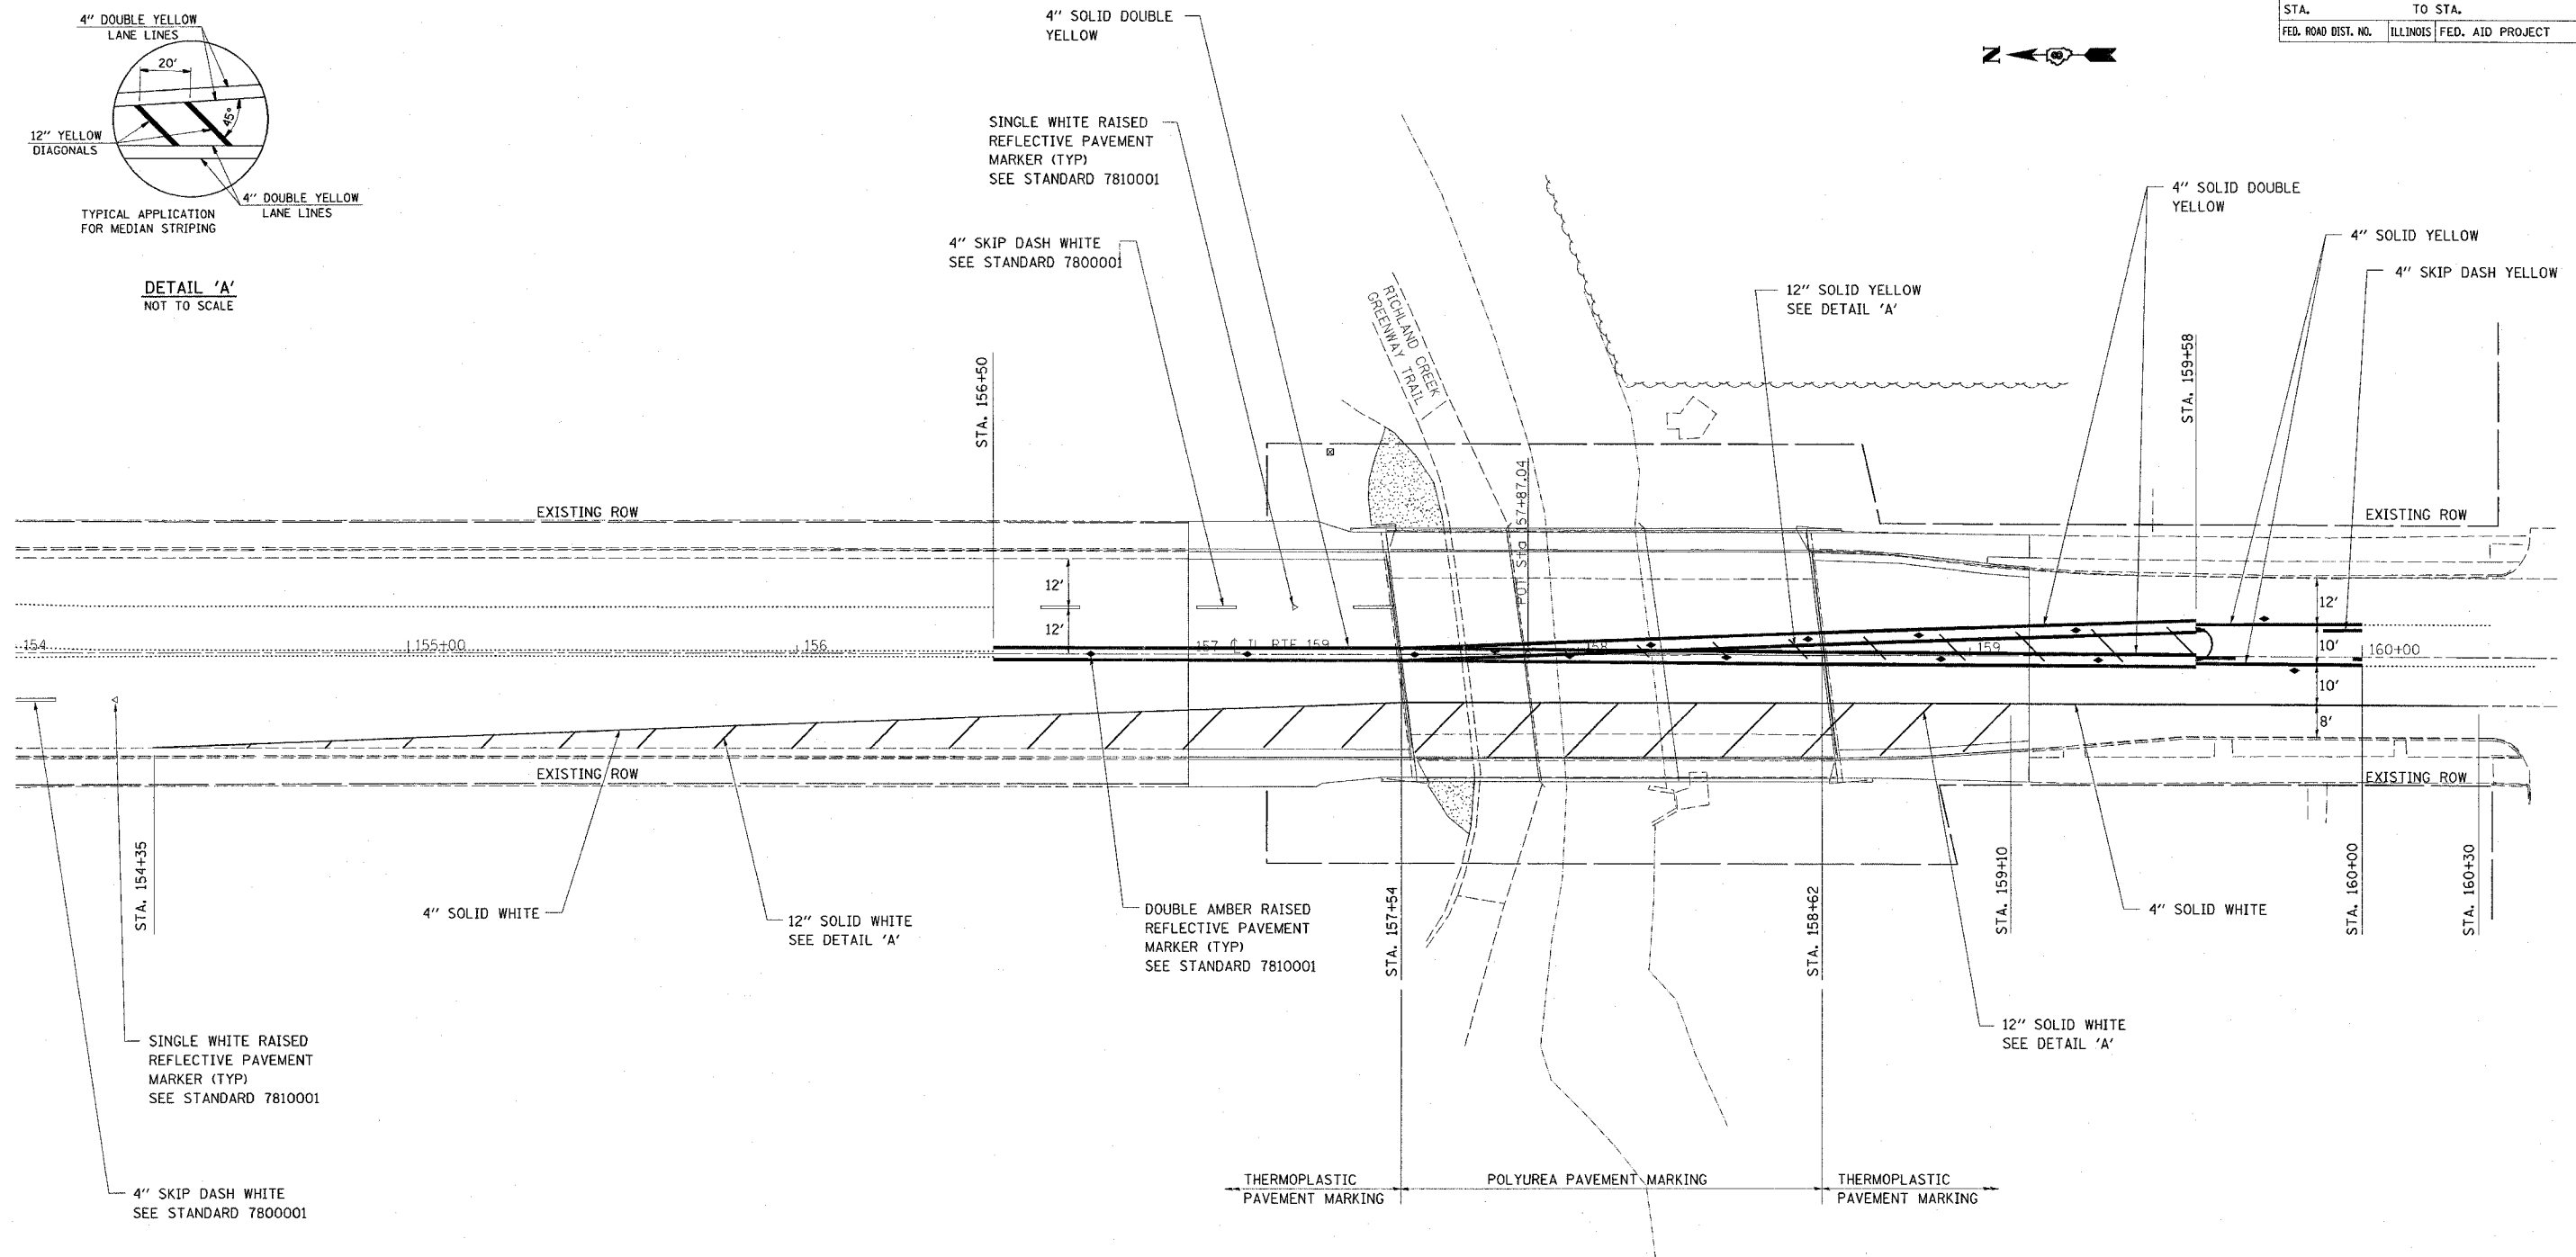 STA. TO STA.
FED. ROAD DIST. NO. ILLINOIS FED. AID PROJECT
N
4" DOUBLE YELLOW
LANE LINES
20'
45°
12" YELLOW
DIAGONALS
4" DOUBLE YELLOW
LANE LINES
TYPICAL APPLICATION
FOR MEDIAN STRIPING
DETAIL 'A'
NOT TO SCALE
4" SOLID DOUBLE
YELLOW
SINGLE WHITE RAISED
REFLECTIVE PAVEMENT
MARKER (TYP)
SEE STANDARD 7810001
4" SKIP DASH WHITE
SEE STANDARD 7800001
RICHLAND CREEK
GREENWAY TRAIL
12" SOLID YELLOW
SEE DETAIL 'A'
4" SOLID DOUBLE
YELLOW
4" SOLID YELLOW
4" SKIP DASH YELLOW
STA. 156+50
STA. 159+58
POT Sta 157+87.04
EXISTING ROW
EXISTING ROW
12'
12'
12'
10'
10'
8'
154
155+00
156
157
℄ IL RTE 159
158
159
160+00
EXISTING ROW
EXISTING ROW
STA. 154+35
4" SOLID WHITE
12" SOLID WHITE
SEE DETAIL 'A'
DOUBLE AMBER RAISED
REFLECTIVE PAVEMENT
MARKER (TYP)
SEE STANDARD 7810001
STA. 157+54
STA. 158+62
STA. 159+10
4" SOLID WHITE
STA. 160+00
STA. 160+30
12" SOLID WHITE
SEE DETAIL 'A'
SINGLE WHITE RAISED
REFLECTIVE PAVEMENT
MARKER (TYP)
SEE STANDARD 7810001
4" SKIP DASH WHITE
SEE STANDARD 7800001
THERMOPLASTIC
PAVEMENT MARKING
POLYUREA PAVEMENT MARKING
THERMOPLASTIC
PAVEMENT MARKING